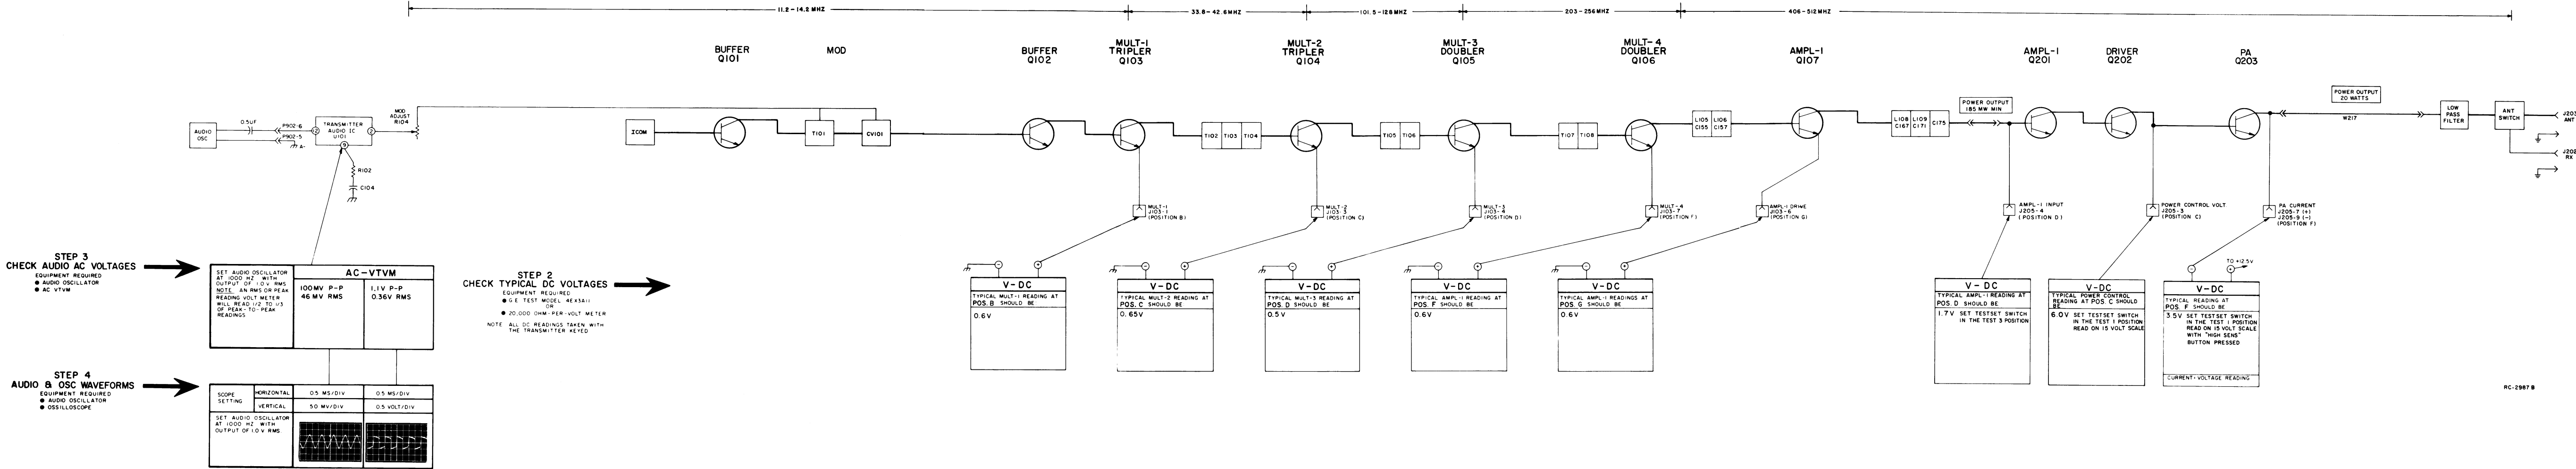 11.2-14.2 MHZ
33.8-42.6 MHZ
101.5-128 MHZ
203-256 MHZ
406-512 MHZ
BUFFER
Q101
MOD
BUFFER
Q102
MULT-1
TRIPLER
Q103
MULT-2
TRIPLER
Q104
MULT-3
DOUBLER
Q105
MULT-4
DOUBLER
Q106
AMPL-1
Q107
AMPL-1
Q201
DRIVER
Q202
PA
Q203
AUDIO
OSC
0.5UF
P902-6
P902-5
A-
2
TRANSMITTER
AUDIO IC
U101
2
9
MOD
ADJUST
R104
R102
C104
ICOM
T101
CV101
T102
T103
T104
T105
T106
T107
T108
L105
C155
L106
C157
L108
C167
L109
C171
C175
POWER OUTPUT
185 MW MIN
POWER OUTPUT
20 WATTS
W217
LOW
PASS
FILTER
ANT
SWITCH
J203
ANT
J202
RX
MULT-1
J103-1
(POSITION B)
MULT-2
J103-3
(POSITION C)
MULT-3
J103-4
(POSITION D)
MULT-4
J103-7
(POSITION F)
AMPL-1 DRIVE
J103-6
(POSITION G)
AMPL-1 INPUT
J205-4
(POSITION D)
POWER CONTROL VOLT
J205-3
(POSITION C)
PA CURRENT
J205-7 (+)
J205-9 (-)
(POSITION F)
STEP 3
CHECK AUDIO AC VOLTAGES
EQUIPMENT REQUIRED
● AUDIO OSCILLATOR
● AC VTVM
SET AUDIO OSCILLATOR
AT 1000 HZ WITH
OUTPUT OF 1.0 V RMS
NOTE: AN RMS OR PEAK
READING VOLT METER
WILL READ 1/2 TO 1/3
OF PEAK-TO-PEAK
READINGS
AC-VTVM
100 MV P-P
46 MV RMS
1.1V P-P
0.36V RMS
STEP 2
CHECK TYPICAL DC VOLTAGES
EQUIPMENT REQUIRED
● G.E. TEST MODEL 4EX3A11
OR
● 20,000 OHM-PER-VOLT METER
NOTE: ALL DC READINGS TAKEN WITH
THE TRANSMITTER KEYED
V-DC
TYPICAL MULT-1 READING AT
POS. B SHOULD BE
0.6V
V-DC
TYPICAL MULT-2 READING AT
POS. C SHOULD BE
0.65V
V-DC
TYPICAL MULT-3 READING AT
POS. D SHOULD BE
0.5V
V-DC
TYPICAL AMPL-1 READING AT
POS. F SHOULD BE
0.6V
V-DC
TYPICAL AMPL-1 READINGS AT
POS. G SHOULD BE
0.6V
V-DC
TYPICAL AMPL-1 READING AT
POS. D SHOULD BE
1.7V SET TESTSET SWITCH
IN THE TEST 3 POSITION
V-DC
TYPICAL POWER CONTROL
READING AT POS. C SHOULD
BE
6.0V SET TESTSET SWITCH
IN THE TEST 1 POSITION
READ ON 15 VOLT SCALE
TO +12.5V
V-DC
TYPICAL READING AT
POS. F SHOULD BE
3.5V SET TESTSET SWITCH
IN THE TEST 1 POSITION
READ ON 15 VOLT SCALE
WITH "HIGH SENS"
BUTTON PRESSED
CURRENT÷VOLTAGE READING
STEP 4
AUDIO & OSC WAVEFORMS
EQUIPMENT REQUIRED
● AUDIO OSCILLATOR
● OSSILLOSCOPE
SCOPE
SETTING
HORIZONTAL
0.5 MS/DIV
0.5 MS/DIV
VERTICAL
50 MV/DIV
0.5 VOLT/DIV
SET AUDIO OSCILLATOR
AT 1000 HZ WITH
OUTPUT OF 1.0 V RMS.
RC-2987 B